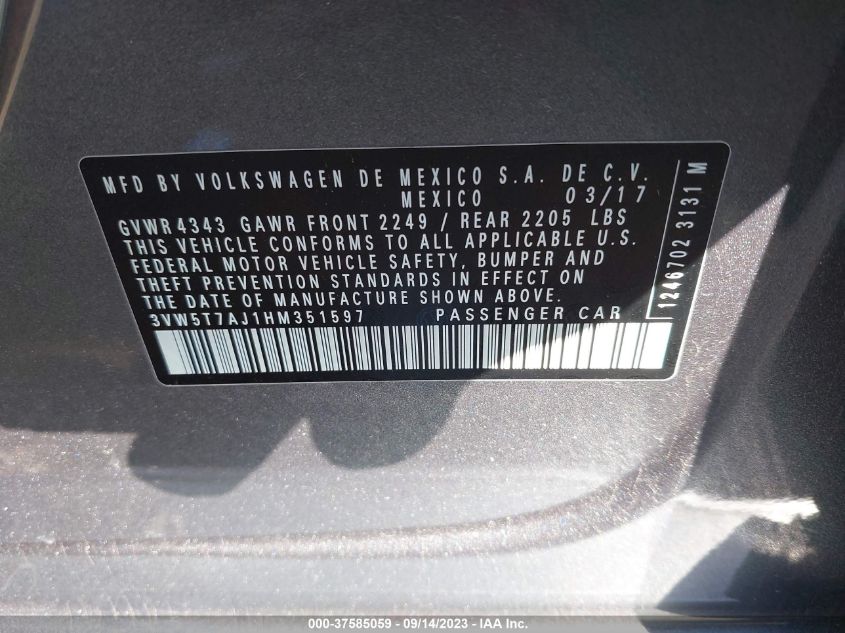 MFD BY VOLKSWAGEN DE MEXICO S.A. DE C.V.
MEXICO 03/17
GVWR 4343 GAWR FRONT 2249 / REAR 2205 LBS
THIS VEHICLE CONFORMS TO ALL APPLICABLE U.S.
FEDERAL MOTOR VEHICLE SAFETY, BUMPER AND
THEFT PREVENTION STANDARDS IN EFFECT ON
THE DATE OF MANUFACTURE SHOWN ABOVE.
3VW5T7AJ1HM351597 PASSENGER CAR
1246702 3131 M
000-37585059 - 09/14/2023 - IAA Inc.